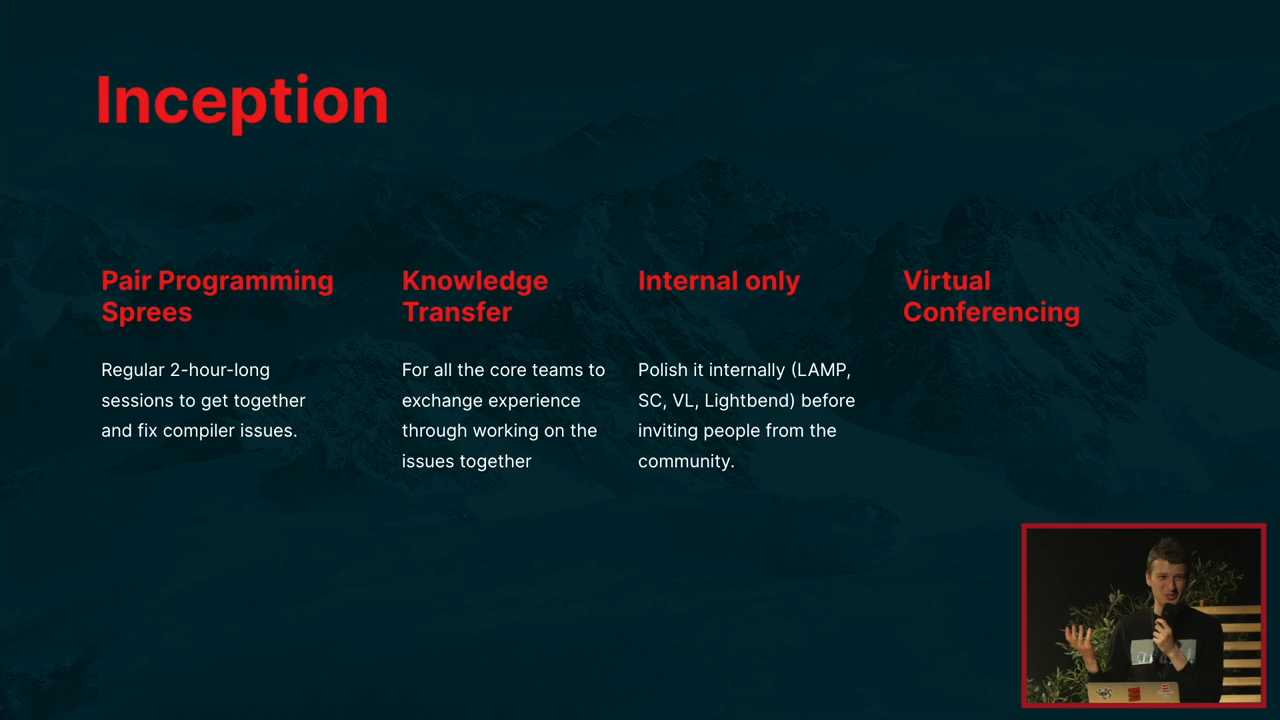 Inception
Pair Programming
Sprees
Regular 2-hour-long
sessions to get together
and fix compiler issues.
Knowledge
Transfer
For all the core teams to
exchange experience
through working on the
issues together
Internal only
Polish it internally (LAMP,
SC, VL, Lightbend) before
inviting people from the
community.
Virtual
Conferencing